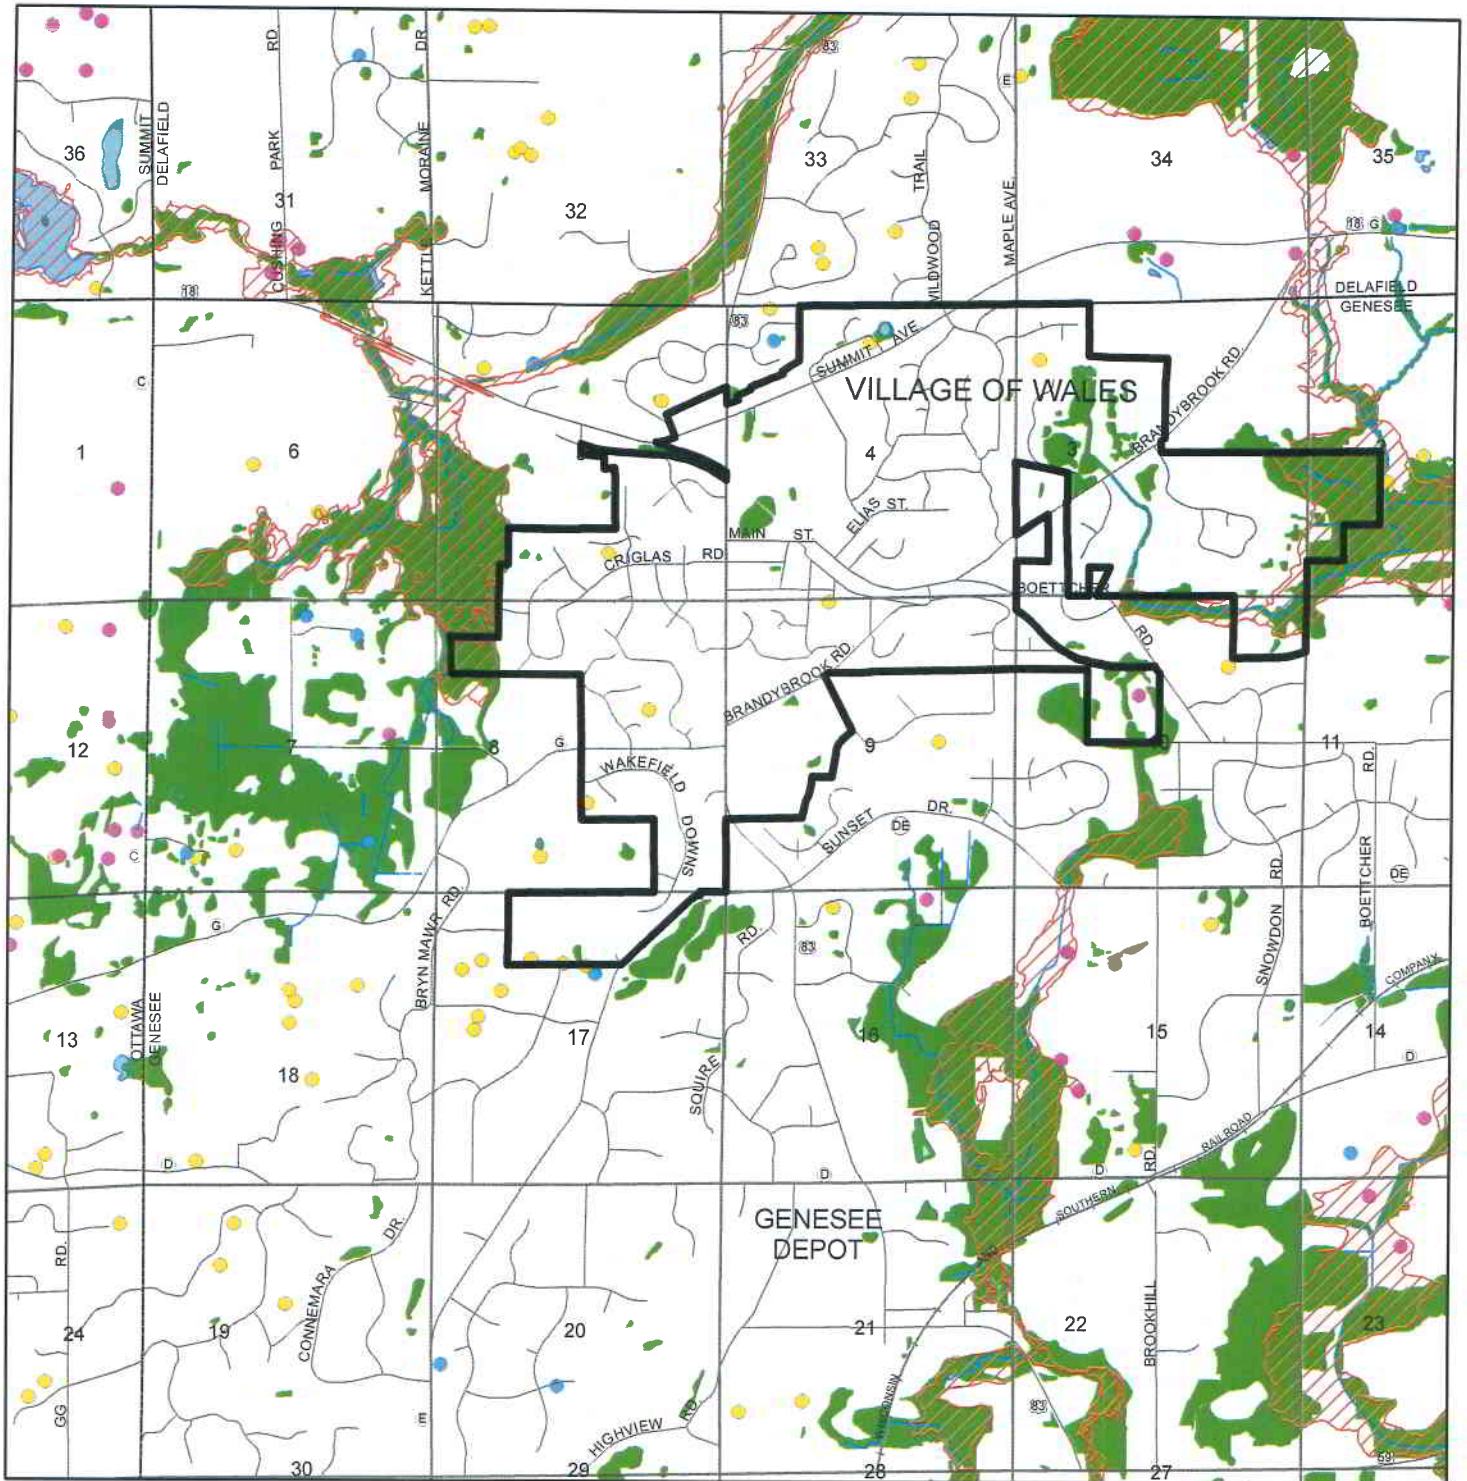 RD.
DR.
83
E
36
SUMMIT
DELAFIELD
PARK
CUSHING
MORAINE
KETTLE
31
32
33
TRAIL
WILDWOOD
MAPLE AVE.
34
35
18 G
18
DELAFIELD
GENESEE
83
SUMMIT AVE
VILLAGE OF WALES
BRANDYBROOK RD.
C
1
6
4
3
2
ELIAS ST.
MAIN ST.
CRIGLAS RD
BOETTCHER
RD.
BRANDYBROOK RD.
12
7
8
G
9
11
WAKEFIELD
DOWNS
SUNSET DR.
DE
RD.
BOETTCHER
C
DE
G
BRYN MAWR RD.
RD.
83
SNOWDON RD.
COMPANY
OTTAWA
GENESEE
13
18
17
16
15
14
D
SQUIRE
RAILROAD
D
D
D
RD.
SOUTHERN
GENESEE
DEPOT
RD.
DR.
CONNEMARA
BROOKHILL
24
19
20
21
22
23
GG
E
HIGHVIEW RD.
WISCONSIN
83
59
30
29
28
27